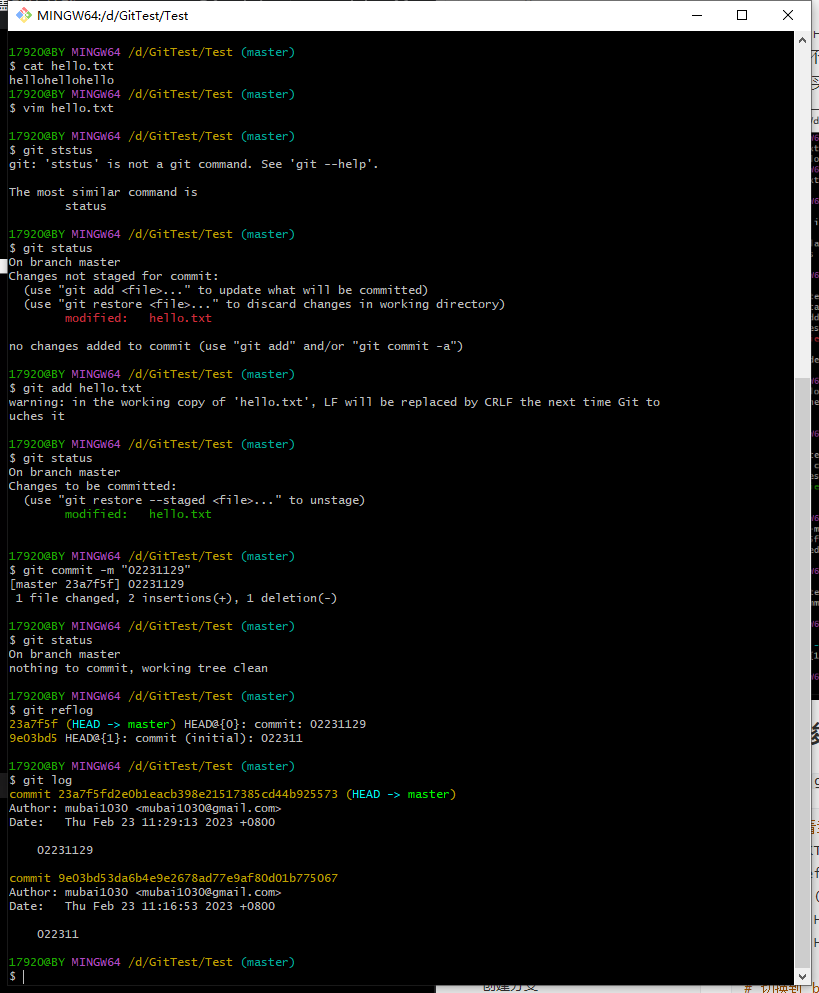 MINGW64:/d/GitTest/Test
17920@BY MINGW64 /d/GitTest/Test (master)
$ cat hello.txt
hellohellohello
17920@BY MINGW64 /d/GitTest/Test (master)
$ vim hello.txt
17920@BY MINGW64 /d/GitTest/Test (master)
$ git ststus
git: 'ststus' is not a git command. See 'git --help'.
The most similar command is
status
17920@BY MINGW64 /d/GitTest/Test (master)
$ git status
On branch master
Changes not staged for commit:
(use "git add <file>..." to update what will be committed)
(use "git restore <file>..." to discard changes in working directory)
modified:   hello.txt
no changes added to commit (use "git add" and/or "git commit -a")
17920@BY MINGW64 /d/GitTest/Test (master)
$ git add hello.txt
warning: in the working copy of 'hello.txt', LF will be replaced by CRLF the next time Git to
uches it
17920@BY MINGW64 /d/GitTest/Test (master)
$ git status
On branch master
Changes to be committed:
(use "git restore --staged <file>..." to unstage)
modified:   hello.txt
17920@BY MINGW64 /d/GitTest/Test (master)
$ git commit -m "02231129"
[master 23a7f5f] 02231129
1 file changed, 2 insertions(+), 1 deletion(-)
17920@BY MINGW64 /d/GitTest/Test (master)
$ git status
On branch master
nothing to commit, working tree clean
17920@BY MINGW64 /d/GitTest/Test (master)
$ git reflog
23a7f5f (HEAD -> master) HEAD@{0}: commit: 02231129
9e03bd5 HEAD@{1}: commit (initial): 022311
17920@BY MINGW64 /d/GitTest/Test (master)
$ git log
commit 23a7f5fd2e0b1eacb398e21517385cd44b925573 (HEAD -> master)
Author: mubai1030 <mubai1030@gmail.com>
Date:   Thu Feb 23 11:29:13 2023 +0800
02231129
commit 9e03bd53da6b4e9e2678ad77e9af80d01b775067
Author: mubai1030 <mubai1030@gmail.com>
Date:   Thu Feb 23 11:16:53 2023 +0800
022311
17920@BY MINGW64 /d/GitTest/Test (master)
$